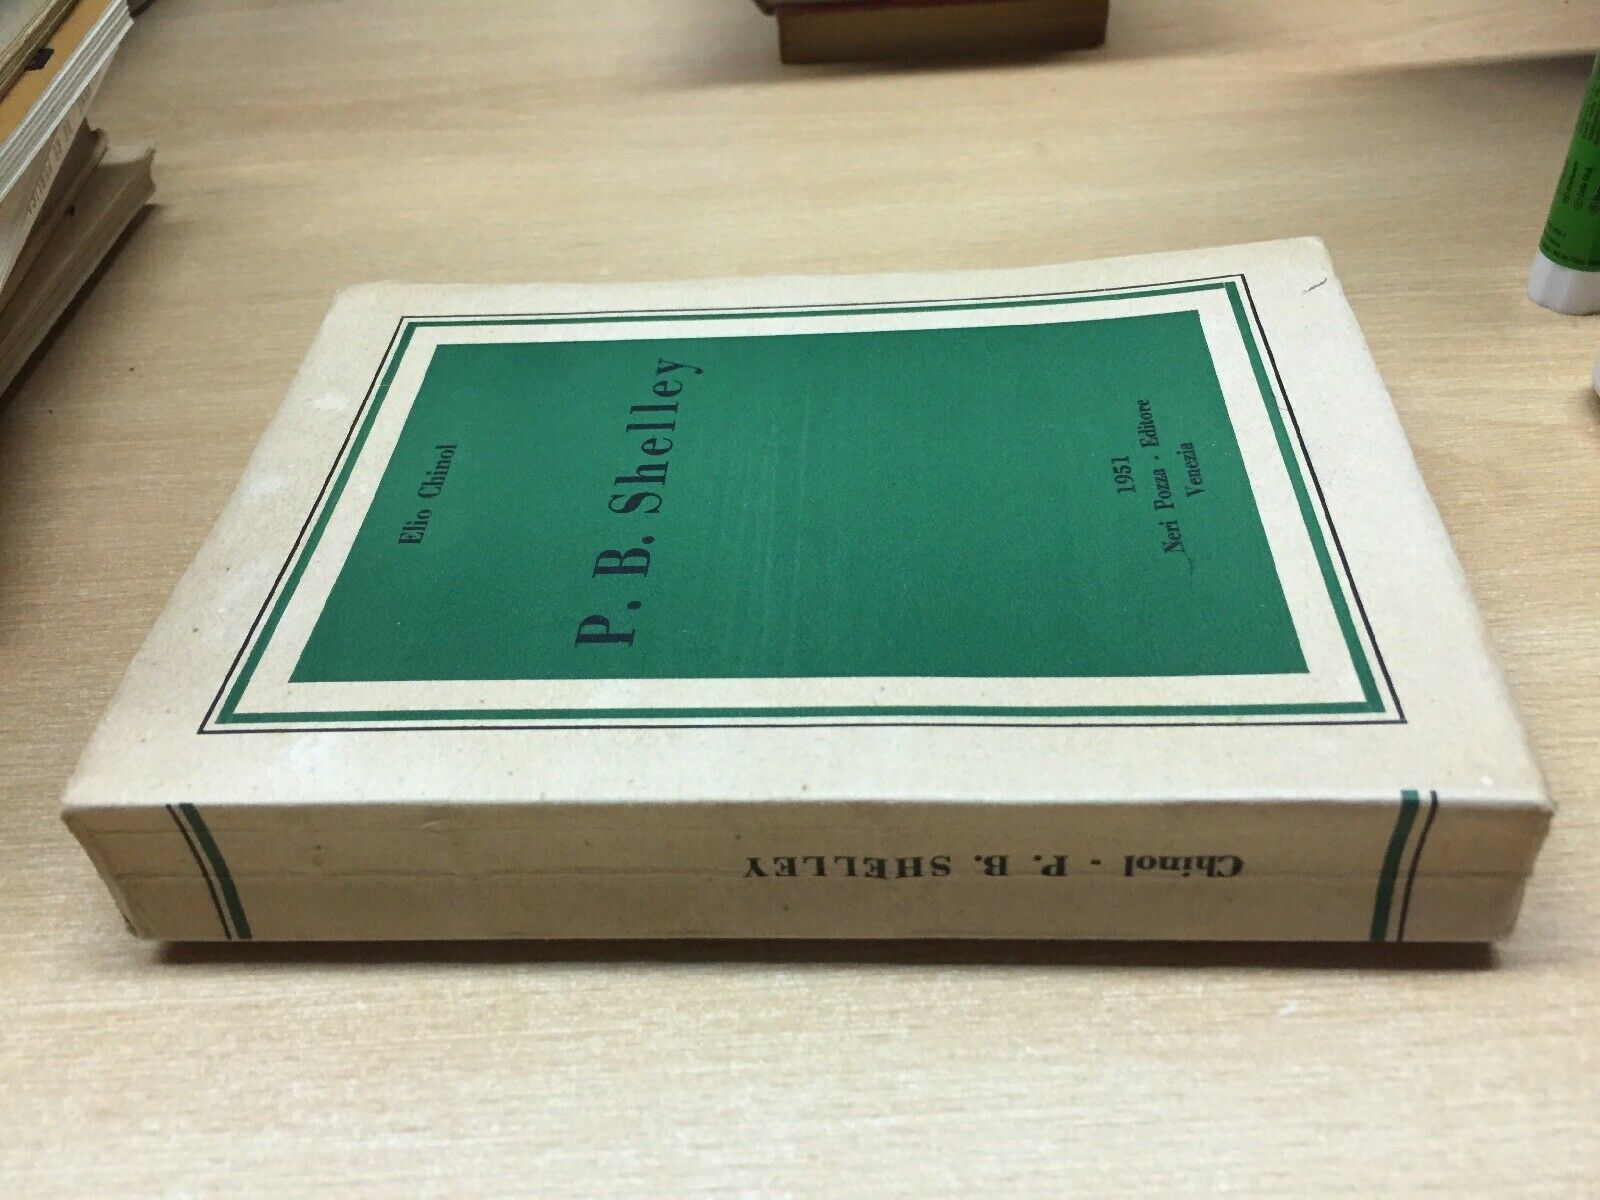 Elio Chinol
P. B. Shelley
1951
Neri Pozza - Editore
Venezia
Chinol - P. B. SHELLEY